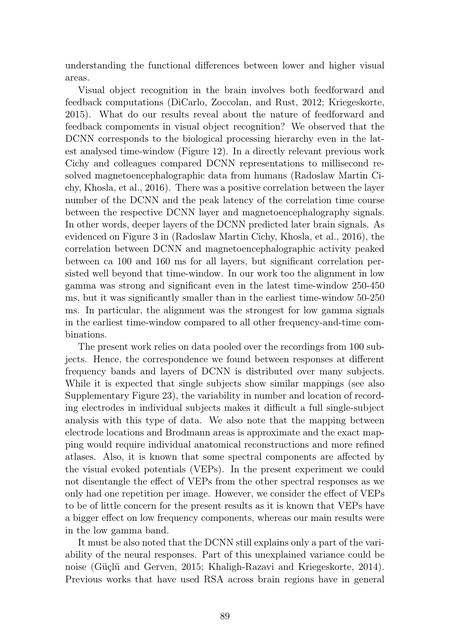 understanding the functional differences between lower and higher visual
areas.
Visual object recognition in the brain involves both feedforward and
feedback computations (DiCarlo, Zoccolan, and Rust, 2012; Kriegeskorte,
2015). What do our results reveal about the nature of feedforward and
feedback compoments in visual object recognition? We observed that the
DCNN corresponds to the biological processing hierarchy even in the lat-
est analysed time-window (Figure 12). In a directly relevant previous work
Cichy and colleagues compared DCNN representations to millisecond re-
solved magnetoencephalographic data from humans (Radoslaw Martin Ci-
chy, Khosla, et al., 2016). There was a positive correlation between the layer
number of the DCNN and the peak latency of the correlation time course
between the respective DCNN layer and magnetoencephalography signals.
In other words, deeper layers of the DCNN predicted later brain signals. As
evidenced on Figure 3 in (Radoslaw Martin Cichy, Khosla, et al., 2016), the
correlation between DCNN and magnetoencephalographic activity peaked
between ca 100 and 160 ms for all layers, but significant correlation per-
sisted well beyond that time-window. In our work too the alignment in low
gamma was strong and significant even in the latest time-window 250-450
ms, but it was significantly smaller than in the earliest time-window 50-250
ms. In particular, the alignment was the strongest for low gamma signals
in the earliest time-window compared to all other frequency-and-time com-
binations.
The present work relies on data pooled over the recordings from 100 sub-
jects. Hence, the correspondence we found between responses at different
frequency bands and layers of DCNN is distributed over many subjects.
While it is expected that single subjects show similar mappings (see also
Supplementary Figure 23), the variability in number and location of record-
ing electrodes in individual subjects makes it difficult a full single-subject
analysis with this type of data. We also note that the mapping between
electrode locations and Brodmann areas is approximate and the exact map-
ping would require individual anatomical reconstructions and more refined
atlases. Also, it is known that some spectral components are affected by
the visual evoked potentials (VEPs). In the present experiment we could
not disentangle the effect of VEPs from the other spectral responses as we
only had one repetition per image. However, we consider the effect of VEPs
to be of little concern for the present results as it is known that VEPs have
a bigger effect on low frequency components, whereas our main results were
in the low gamma band.
It must be also noted that the DCNN still explains only a part of the vari-
ability of the neural responses. Part of this unexplained variance could be
noise (Güçlü and Gerven, 2015; Khaligh-Razavi and Kriegeskorte, 2014).
Previous works that have used RSA across brain regions have in general
89